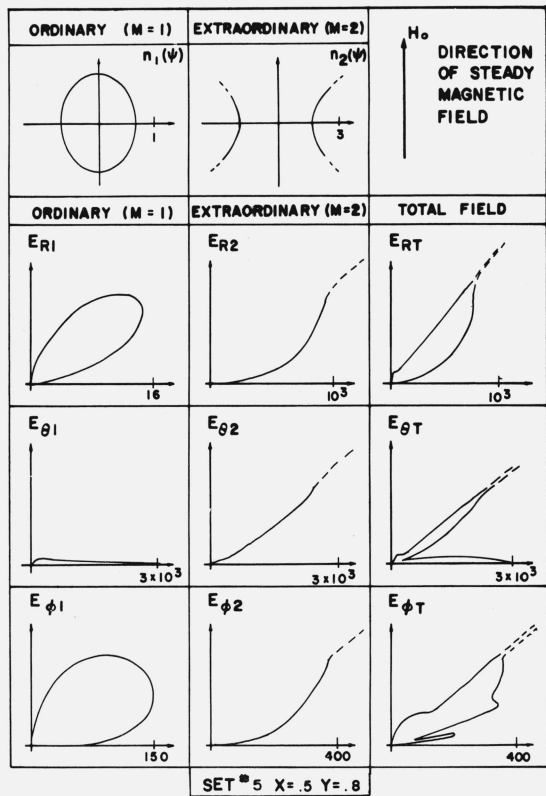 ORDINARY (M=1)
EXTRAORDINARY (M=2)
n₁(ψ)
1
n₂(ψ)
3
H₀
DIRECTION
OF STEADY
MAGNETIC
FIELD
ORDINARY (M=1)
EXTRAORDINARY (M=2)
TOTAL FIELD
E_R1
16
E_R2
10³
E_RT
10³
E_θ1
3×10³
E_θ2
3×10³
E_θT
3×10³
E_φ1
150
E_φ2
400
E_φT
400
SET #5 X=.5 Y=.8